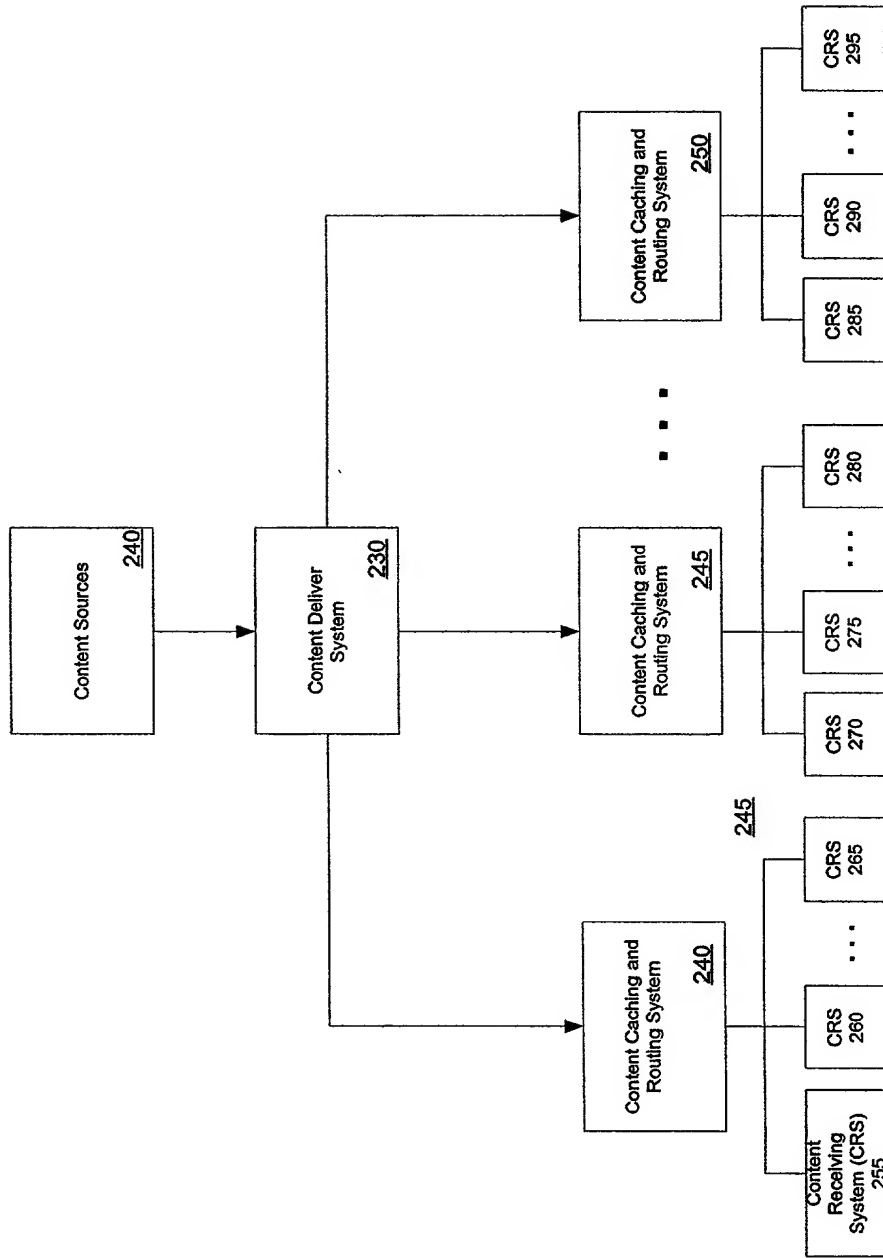 Content Sources
240
Content Deliver
System
230
Content Caching and
Routing System
240
Content Caching and
Routing System
245
. . .
Content Caching and
Routing System
250
245
Content
Receiving
System (CRS)
255
CRS
260
. . .
CRS
265
CRS
270
CRS
275
. . .
CRS
280
CRS
285
CRS
290
. . .
CRS
295